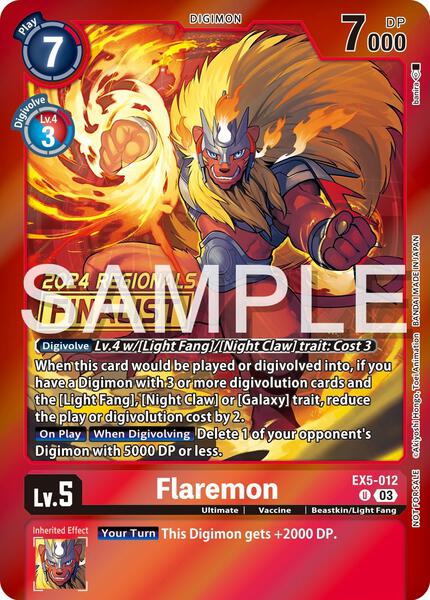 Play
7
DIGIMON
7000
DP
Digivolve
Lv.4
3
banira
2024 REGIONALS
FINALIST
SAMPLE
Digivolve Lv.4 w/[Light Fang]/[Night Claw] trait: Cost 3
When this card would be played or digivolved into, if you
have a Digimon with 3 or more digivolution cards and
the [Light Fang], [Night Claw] or [Galaxy] trait, reduce
the play or digivolution cost by 2.
On Play When Digivolving Delete 1 of your opponent's
Digimon with 5000 DP or less.
©Akiyoshi Hongo, Toei Animation BANDAI MADE IN JAPAN
NOT FOR SALE
Lv.5
Flaremon
EX5-012
U 03
Ultimate | Vaccine | Beastkin/Light Fang
Inherited Effect
Your Turn This Digimon gets +2000 DP.